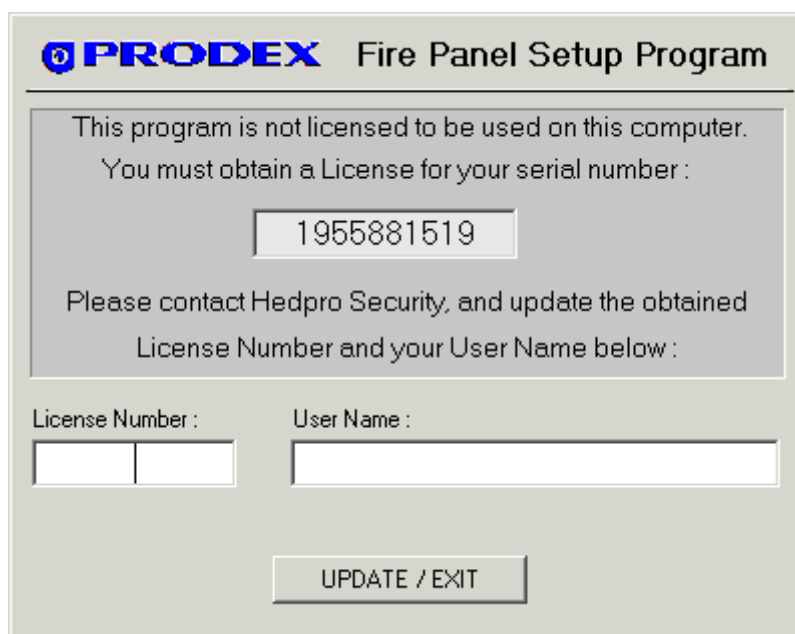 PRODEX Fire Panel Setup Program
This program is not licensed to be used on this computer.
You must obtain a License for your serial number :
1955881519
Please contact Hedpro Security, and update the obtained
License Number and your User Name below :
License Number : User Name :
UPDATE / EXIT